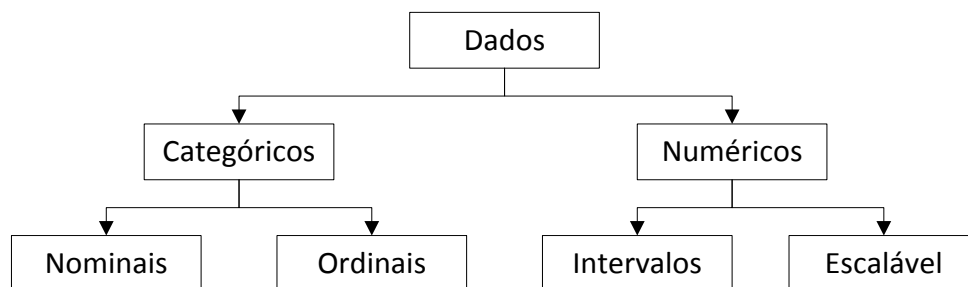 Dados
Categóricos
Numéricos
Nominais
Ordinais
Intervalos
Escalável